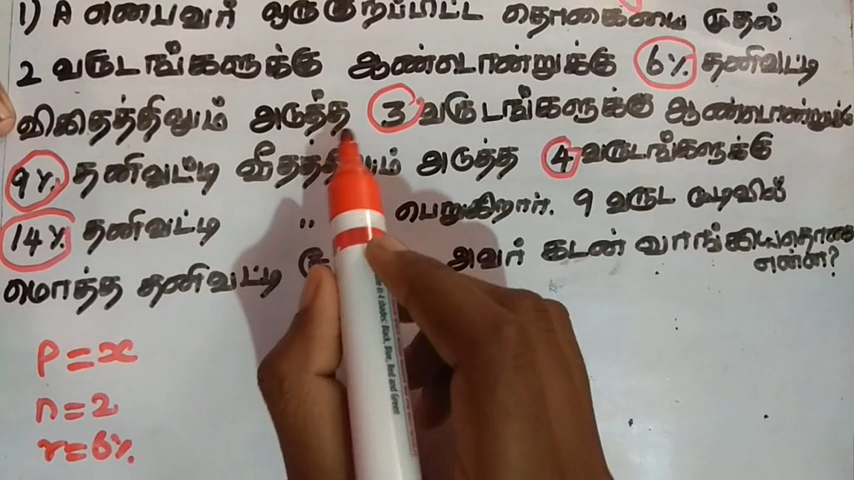 1) A என்பவர் ஒரு குறிப்பிட்ட தொகையை முதல்
2 வருடங்களுக்கு ஆண்டொன்றுக்கு 6% தனிவட்டி
விதைத்திலும் அடுத்த 3 வருடங்களுக்கு ஆண்டொன்றுக்கு
9% தனிவட்டி வீதத்திலும் அடுத்த 4 வருடங்களுக்கு
14% தனிவட்டி " பெறுகிறார். 9 வருட முடிவில்
மொத்த தனிவட்டி அவர் கடன் வாங்கியதொகை
என்ன?
P = x
n = 2
r = 6%